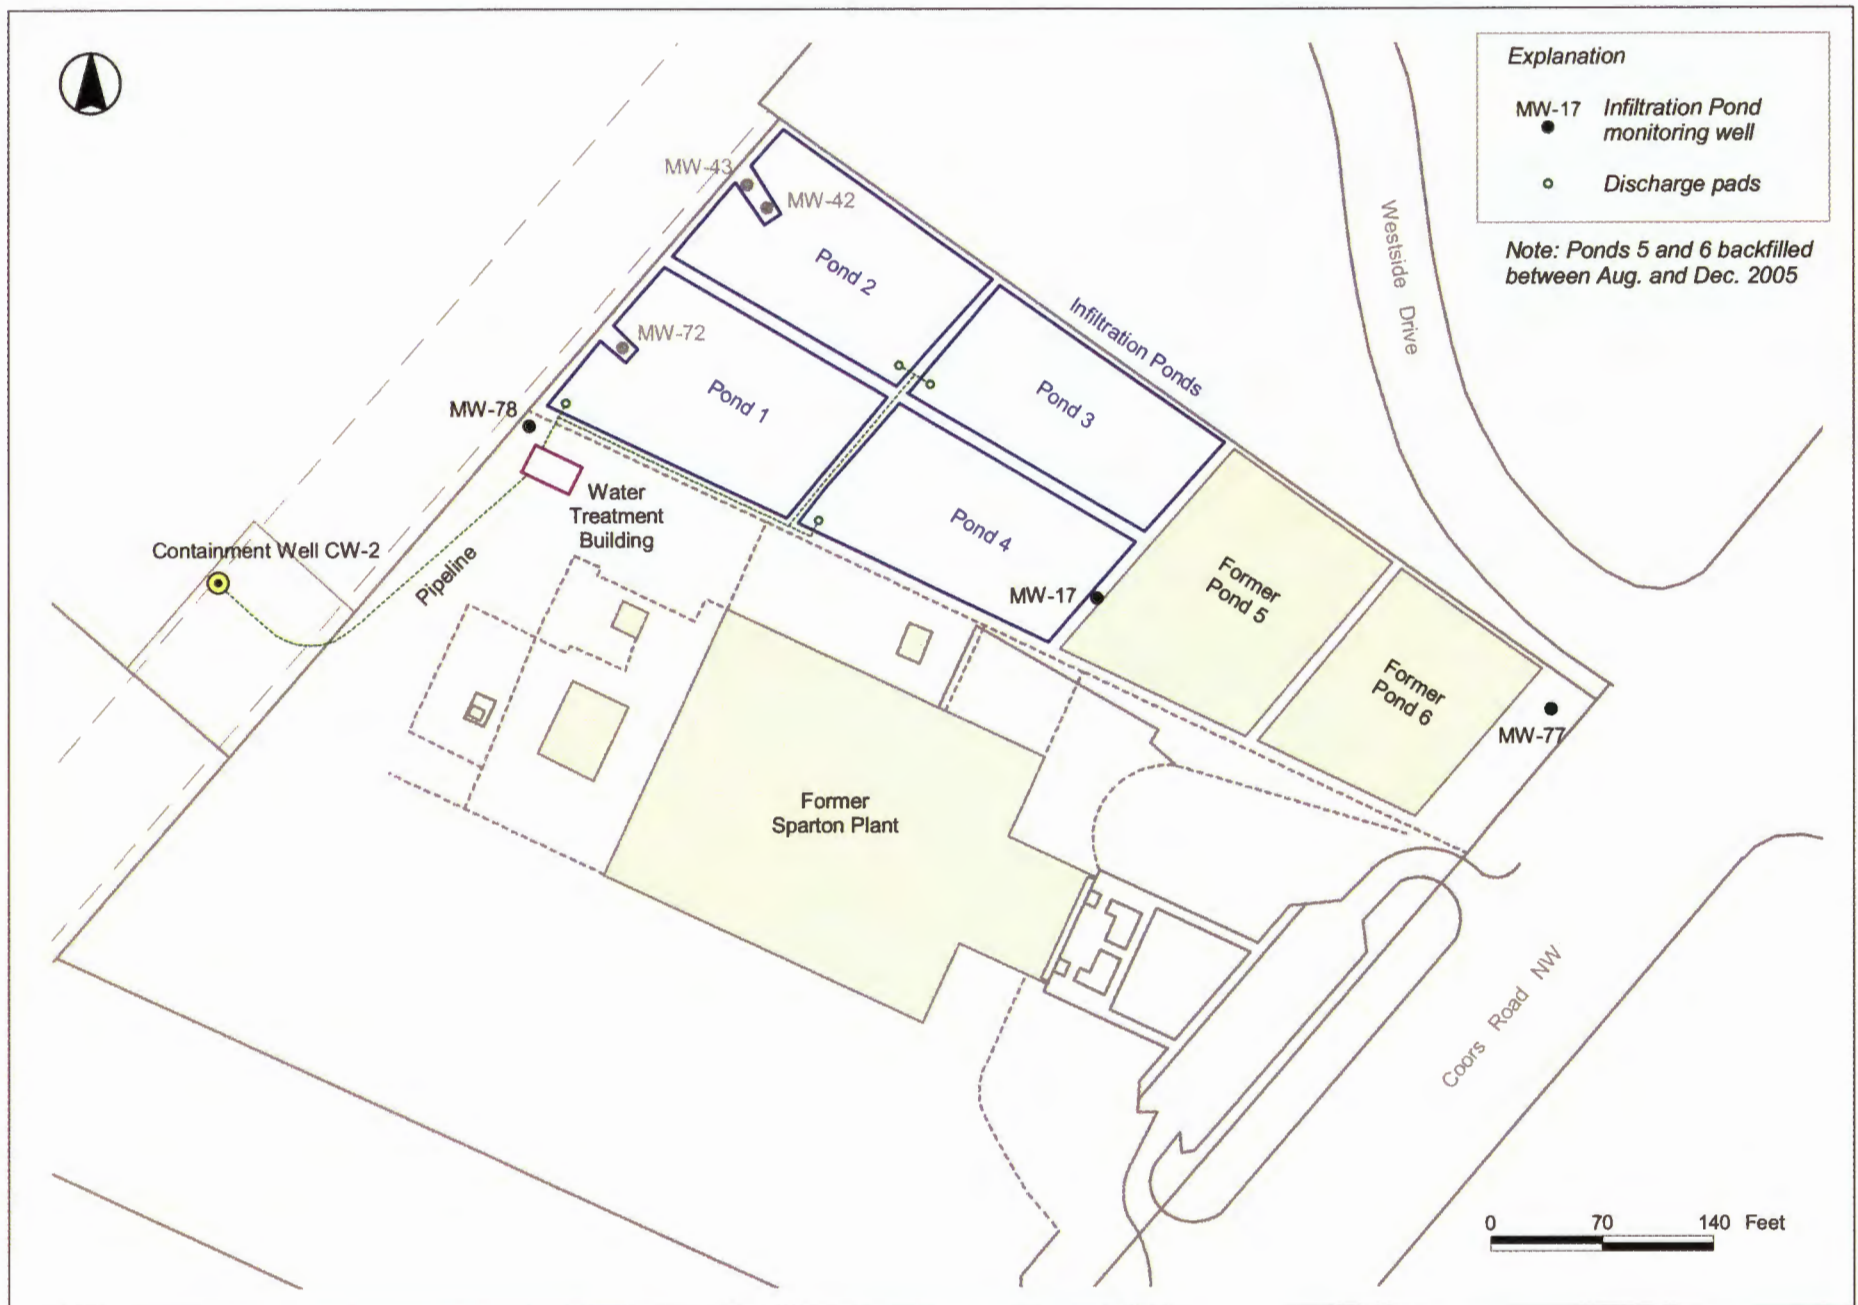 Explanation
MW-17
Infiltration Pond
monitoring well
Discharge pads
Note: Ponds 5 and 6 backfilled
between Aug. and Dec. 2005
MW-43
MW-42
Westside Drive
Pond 2
Infiltration Ponds
MW-72
Pond 1
Pond 3
MW-78
Water
Treatment
Building
Pond 4
Containment Well CW-2
Pipeline
MW-17
Former
Pond 5
Former
Pond 6
MW-77
Former
Sparton Plant
Coors Road NW
0 70 140 Feet